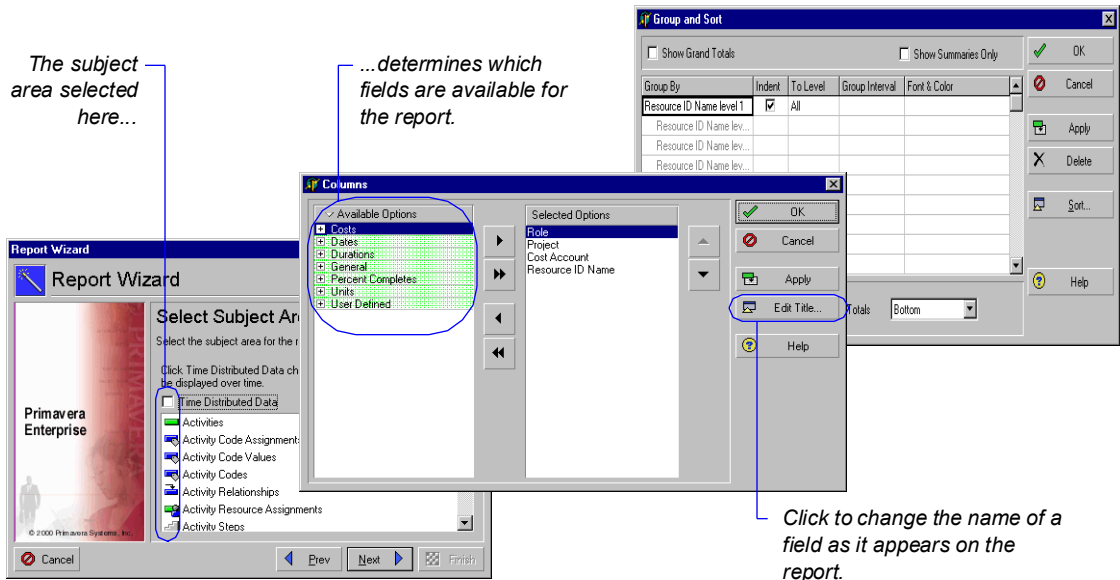 The subject
area selected
here...
...determines which
fields are available for
the report.
Group and Sort
Show Grand Totals
Show Summaries Only
Group By
Indent
To Level
Group Interval
Font & Color
Resource ID Name level 1
All
Resource ID Name lev...
Resource ID Name lev...
Resource ID Name lev...
OK
Cancel
Apply
Delete
Sort...
Help
Totals
Bottom
Columns
Available Options
Costs
Dates
Durations
General
Percent Completes
Units
User Defined
Selected Options
Role
Project
Cost Account
Resource ID Name
OK
Cancel
Apply
Edit Title...
Help
Report Wizard
Report Wizard
PRIMAVERA
Primavera
Enterprise
© 2000 Primavera Systems, Inc.
Select Subject Ar
Select the subject area for the r
Click Time Distributed Data ch
be displayed over time.
Time Distributed Data
Activities
Activity Code Assignment
Activity Code Values
Activity Codes
Activity Relationships
Activity Resource Assignments
Activity Steps
Cancel
Prev
Next
Finish
Click to change the name of a
field as it appears on the
report.